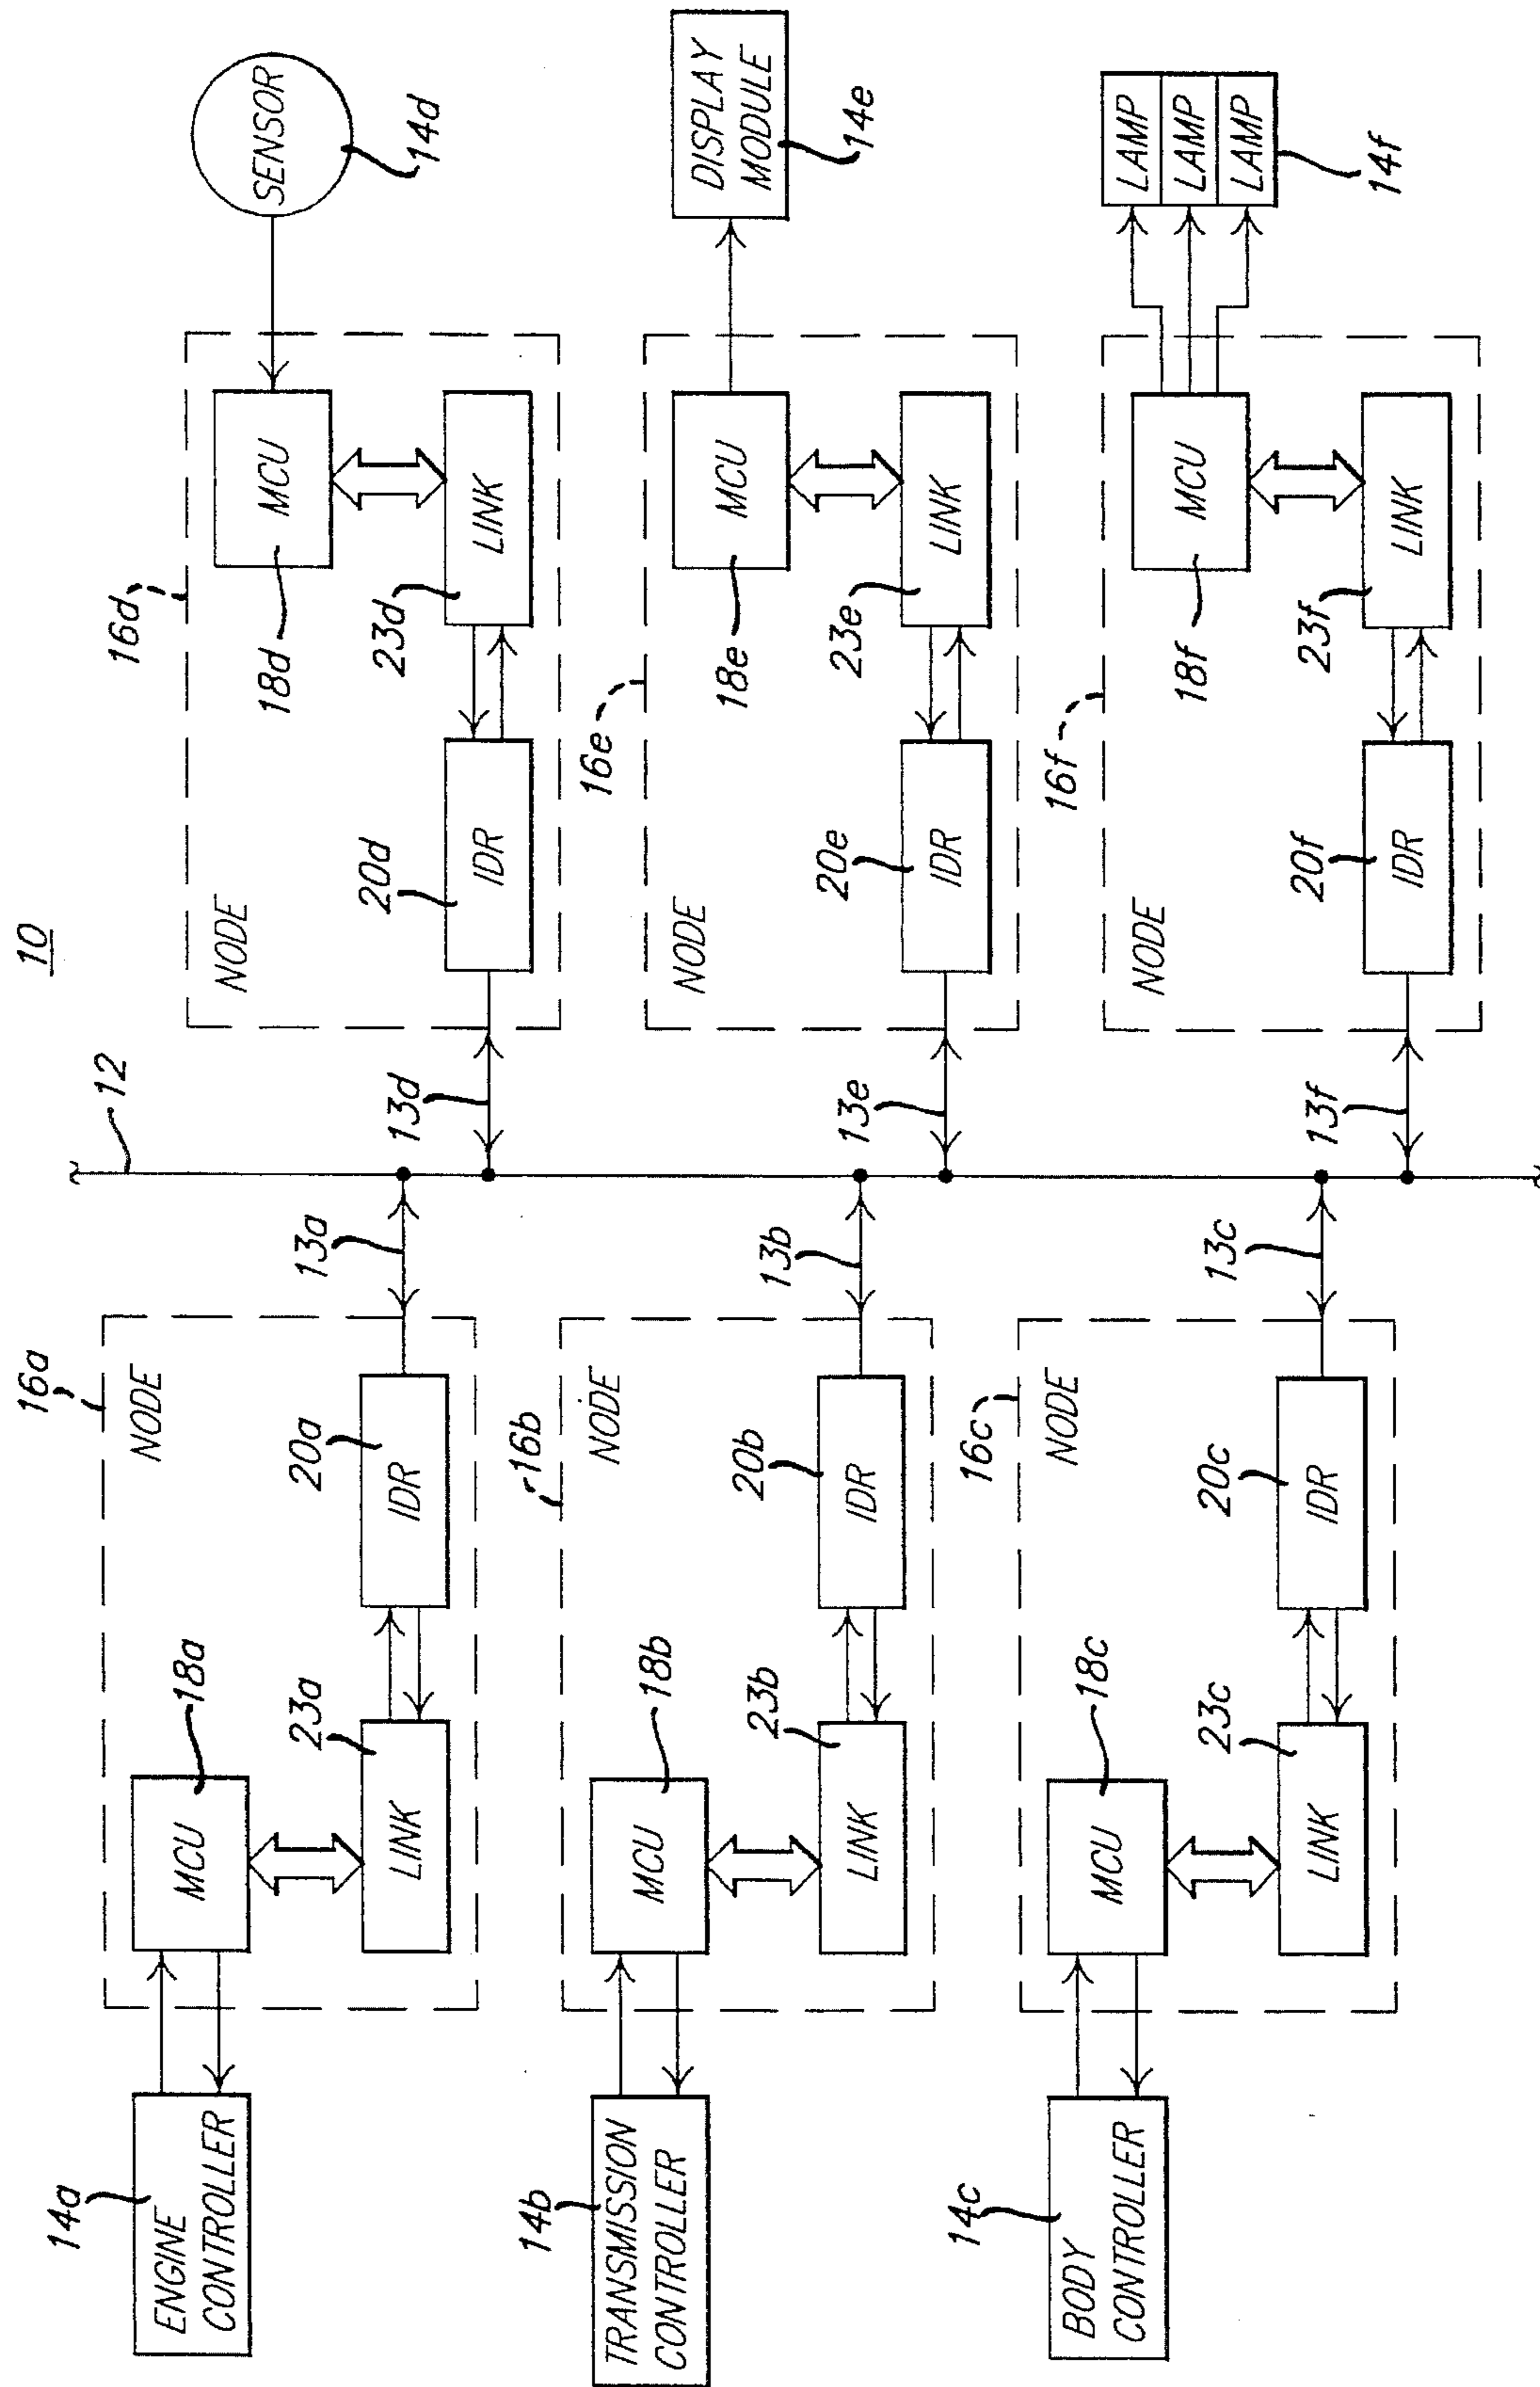 10
12
16a
NODE
14a
ENGINE
CONTROLLER
MCU
18a
23a
LINK
20a
IDR
13a
16b
NODE
14b
TRANSMISSION
CONTROLLER
MCU
18b
23b
LINK
20b
IDR
13b
16c
NODE
14c
BODY
CONTROLLER
MCU
18c
23c
LINK
20c
IDR
13c
16d
NODE
13d
20d
IDR
23d
LINK
18d
MCU
SENSOR
14d
16e
NODE
13e
20e
IDR
23e
LINK
18e
MCU
DISPLAY
MODULE
14e
16f
NODE
13f
20f
IDR
23f
LINK
18f
MCU
LAMP
LAMP
LAMP
14f